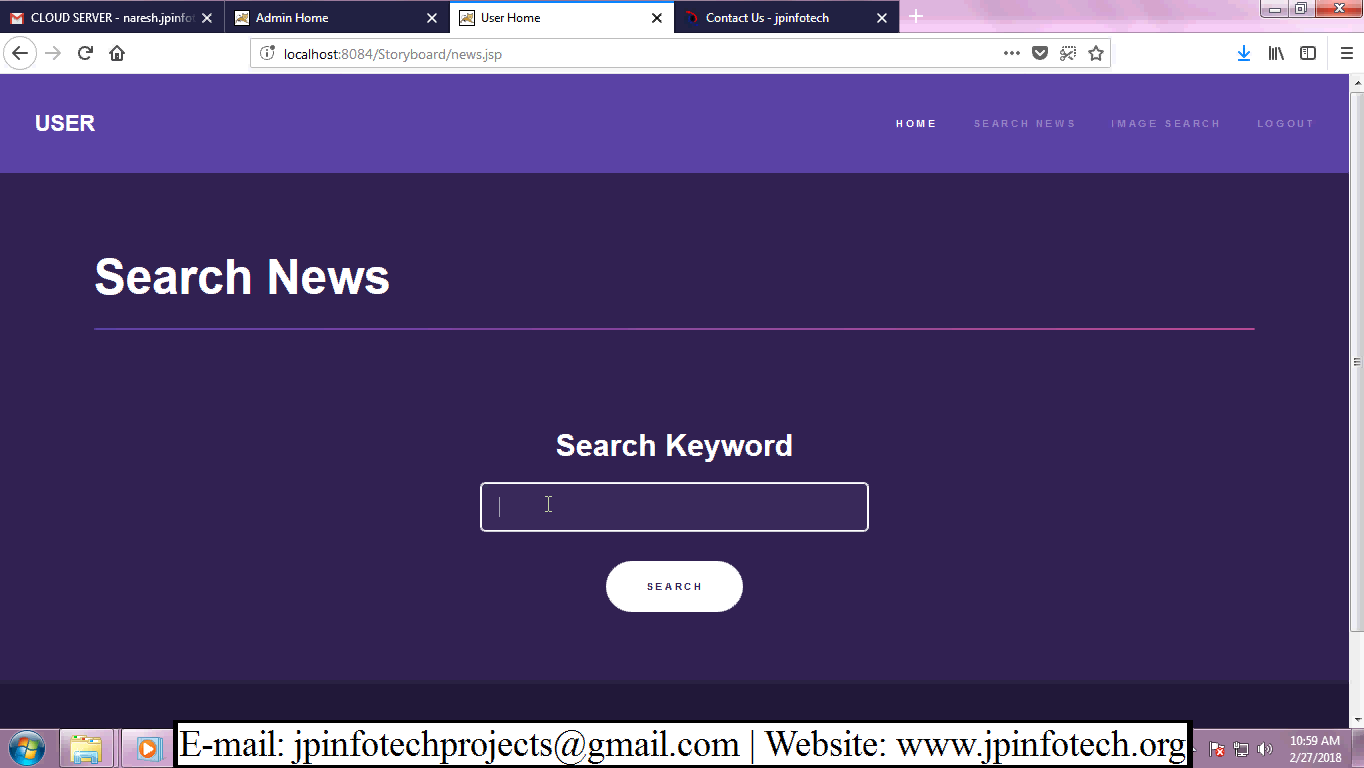 CLOUD SERVER - naresh.jpinfot
Admin Home
User Home
Contact Us - jpinfotech
localhost:8084/Storyboard/news.jsp
USER
HOME
SEARCH NEWS
IMAGE SEARCH
LOGOUT
Search News
Search Keyword
SEARCH
E-mail: jpinfotechprojects@gmail.com | Website: www.jpinfotech.org
10:59 AM
2/27/2018